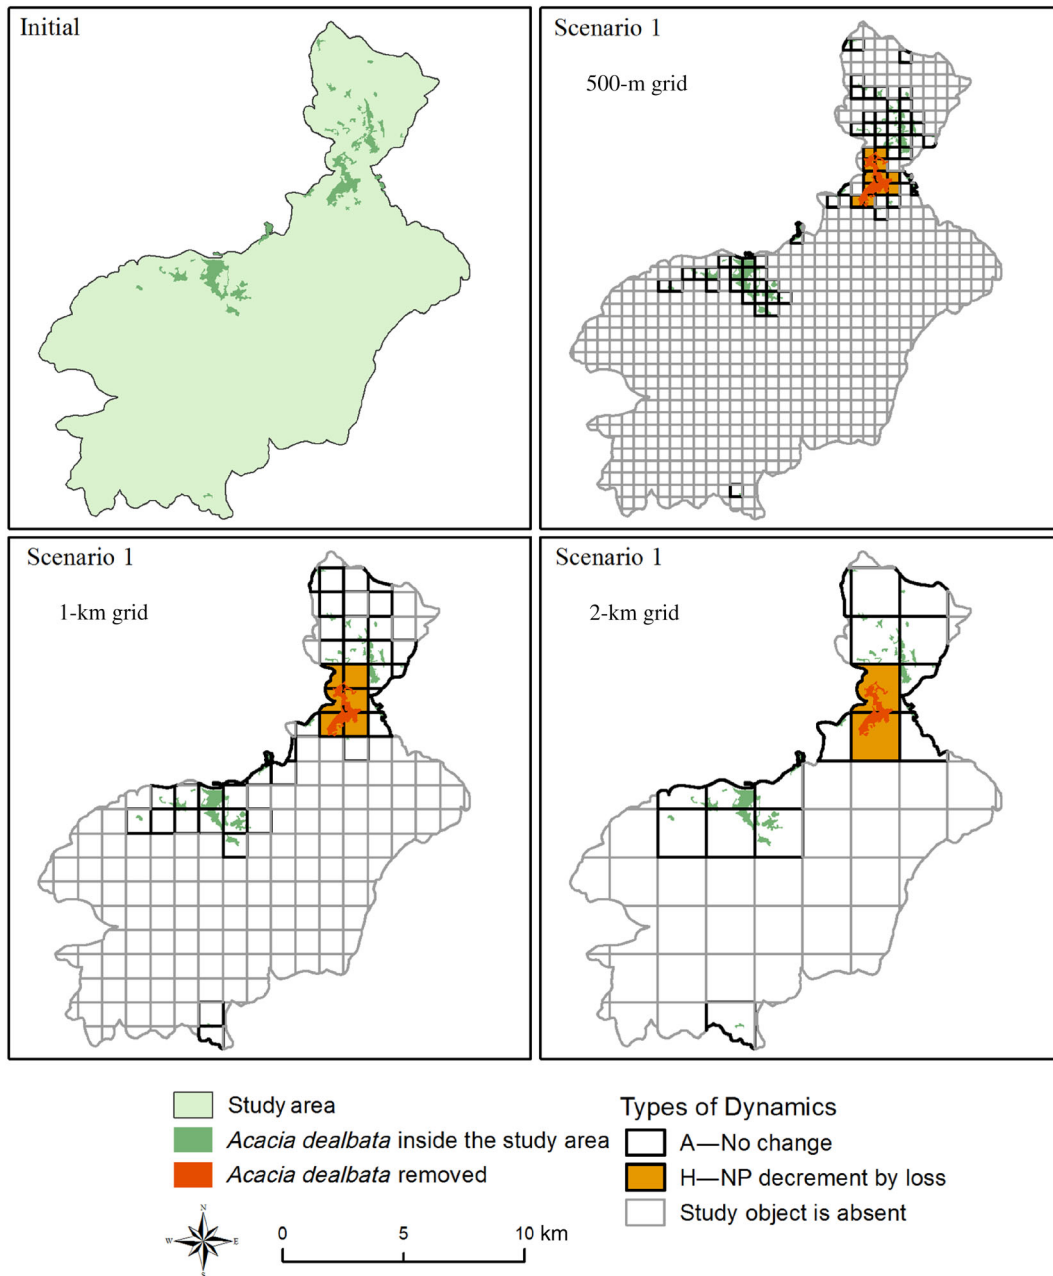 Initial
Scenario 1
500-m grid
Scenario 1
1-km grid
Scenario 1
2-km grid
Study area
Acacia dealbata inside the study area
Acacia dealbata removed
Types of Dynamics
A—No change
H—NP decrement by loss
Study object is absent
N
W E
S
0 5 10 km